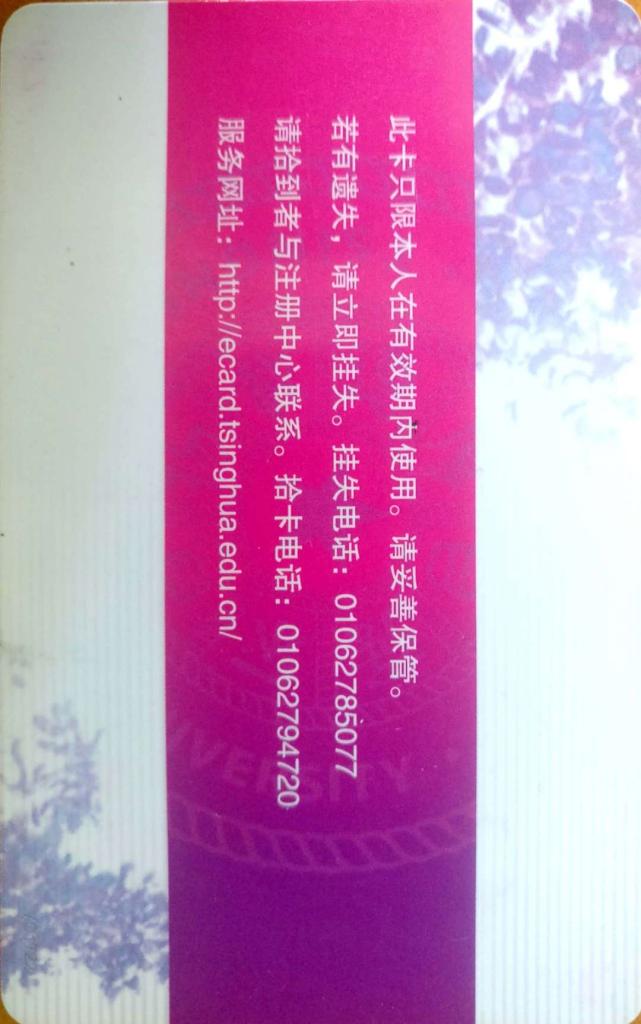 此卡只限本人在有效期内使用。请妥善保管。
若有遗失，请立即挂失。挂失电话：01062785077
请拾到者与注册中心联系。拾卡电话：01062794720
服务网址：http://ecard.tsinghua.edu.cn/
IVERSITY